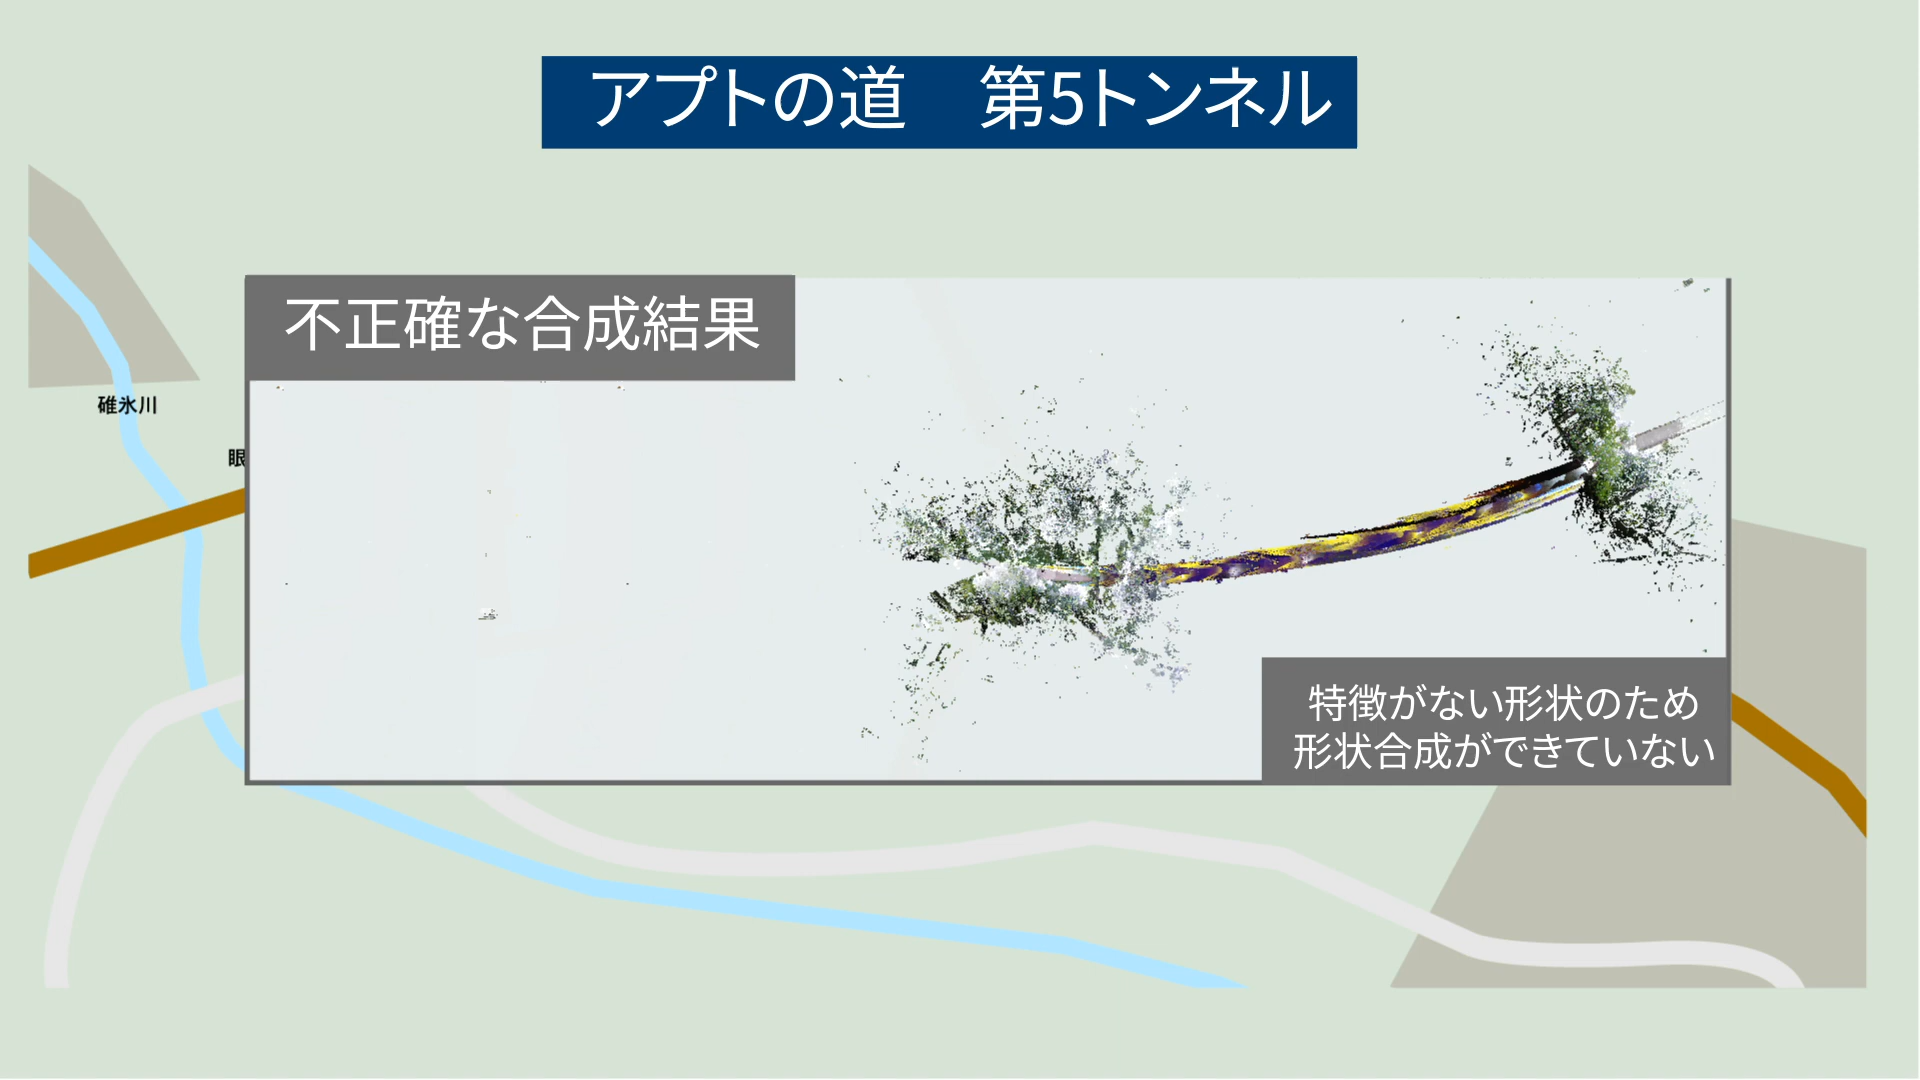 アプトの道　第5トンネル
不正確な合成結果
碓氷川
眼
特徴がない形状のため
形状合成ができていない